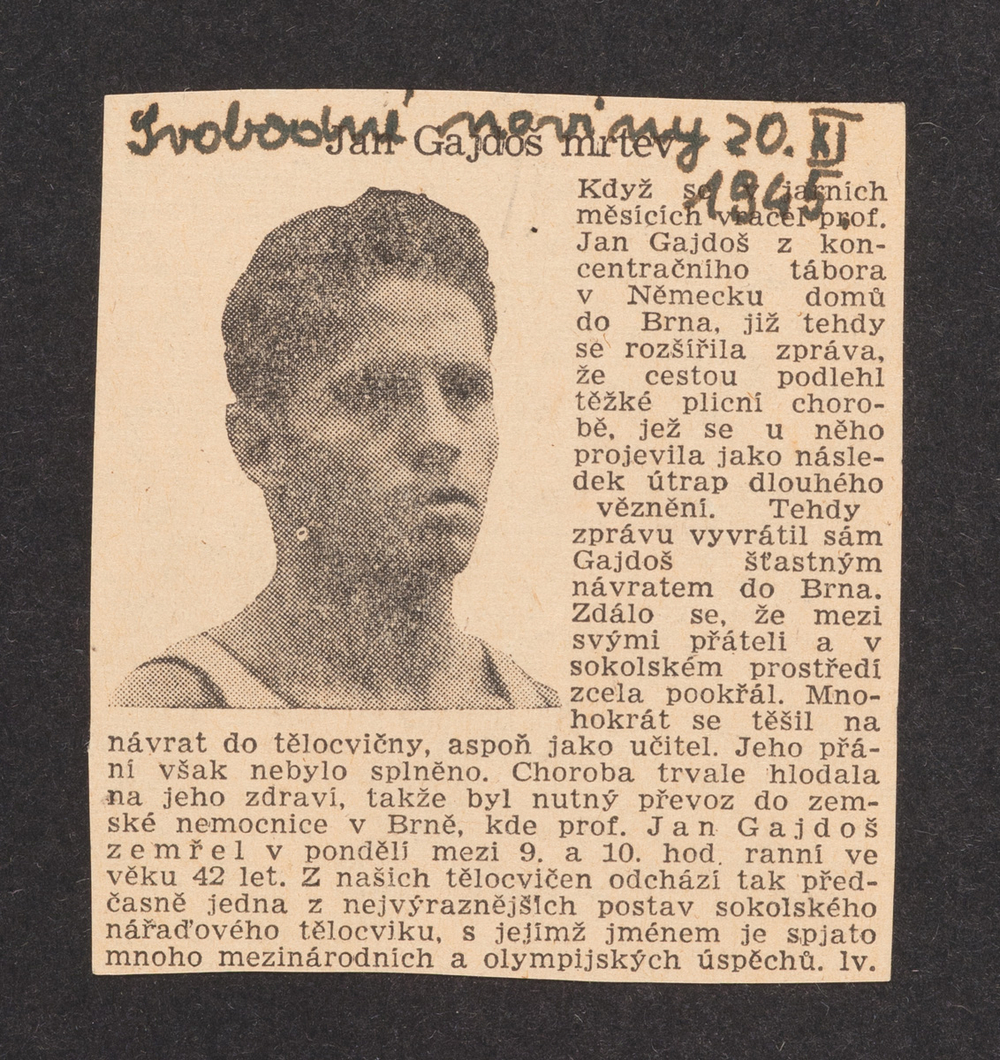 Svobodné noviny 20. XI
1945.
Jan Gajdoš mrtev
Když se v jarních
měsících vracel prof.
Jan Gajdoš z kon-
centračního tábora
v Německu domů
do Brna, již tehdy
se rozšířila zpráva,
že cestou podlehl
těžké plicní choro-
bě, jež se u něho
projevila jako násle-
dek útrap dlouhého
věznění. Tehdy
zprávu vyvrátil sám
Gajdoš šťastným
návratem do Brna.
Zdálo se, že mezi
svými přáteli a v
sokolském prostředí
zcela pookřál. Mno-
hokrát se těšil na
návrat do tělocvičny, aspoň jako učitel. Jeho přá-
ní však nebylo splněno. Choroba trvale hlodala
na jeho zdraví, takže byl nutný převoz do zem-
ské nemocnice v Brně, kde prof. Jan Gajdoš
zemřel v pondělí mezi 9. a 10. hod. ranní ve
věku 42 let. Z našich tělocvičen odchází tak před-
časně jedna z nejvýraznějších postav sokolského
nářaďového tělocviku, s jejímž jménem je spjato
mnoho mezinárodních a olympijských úspěchů. lv.